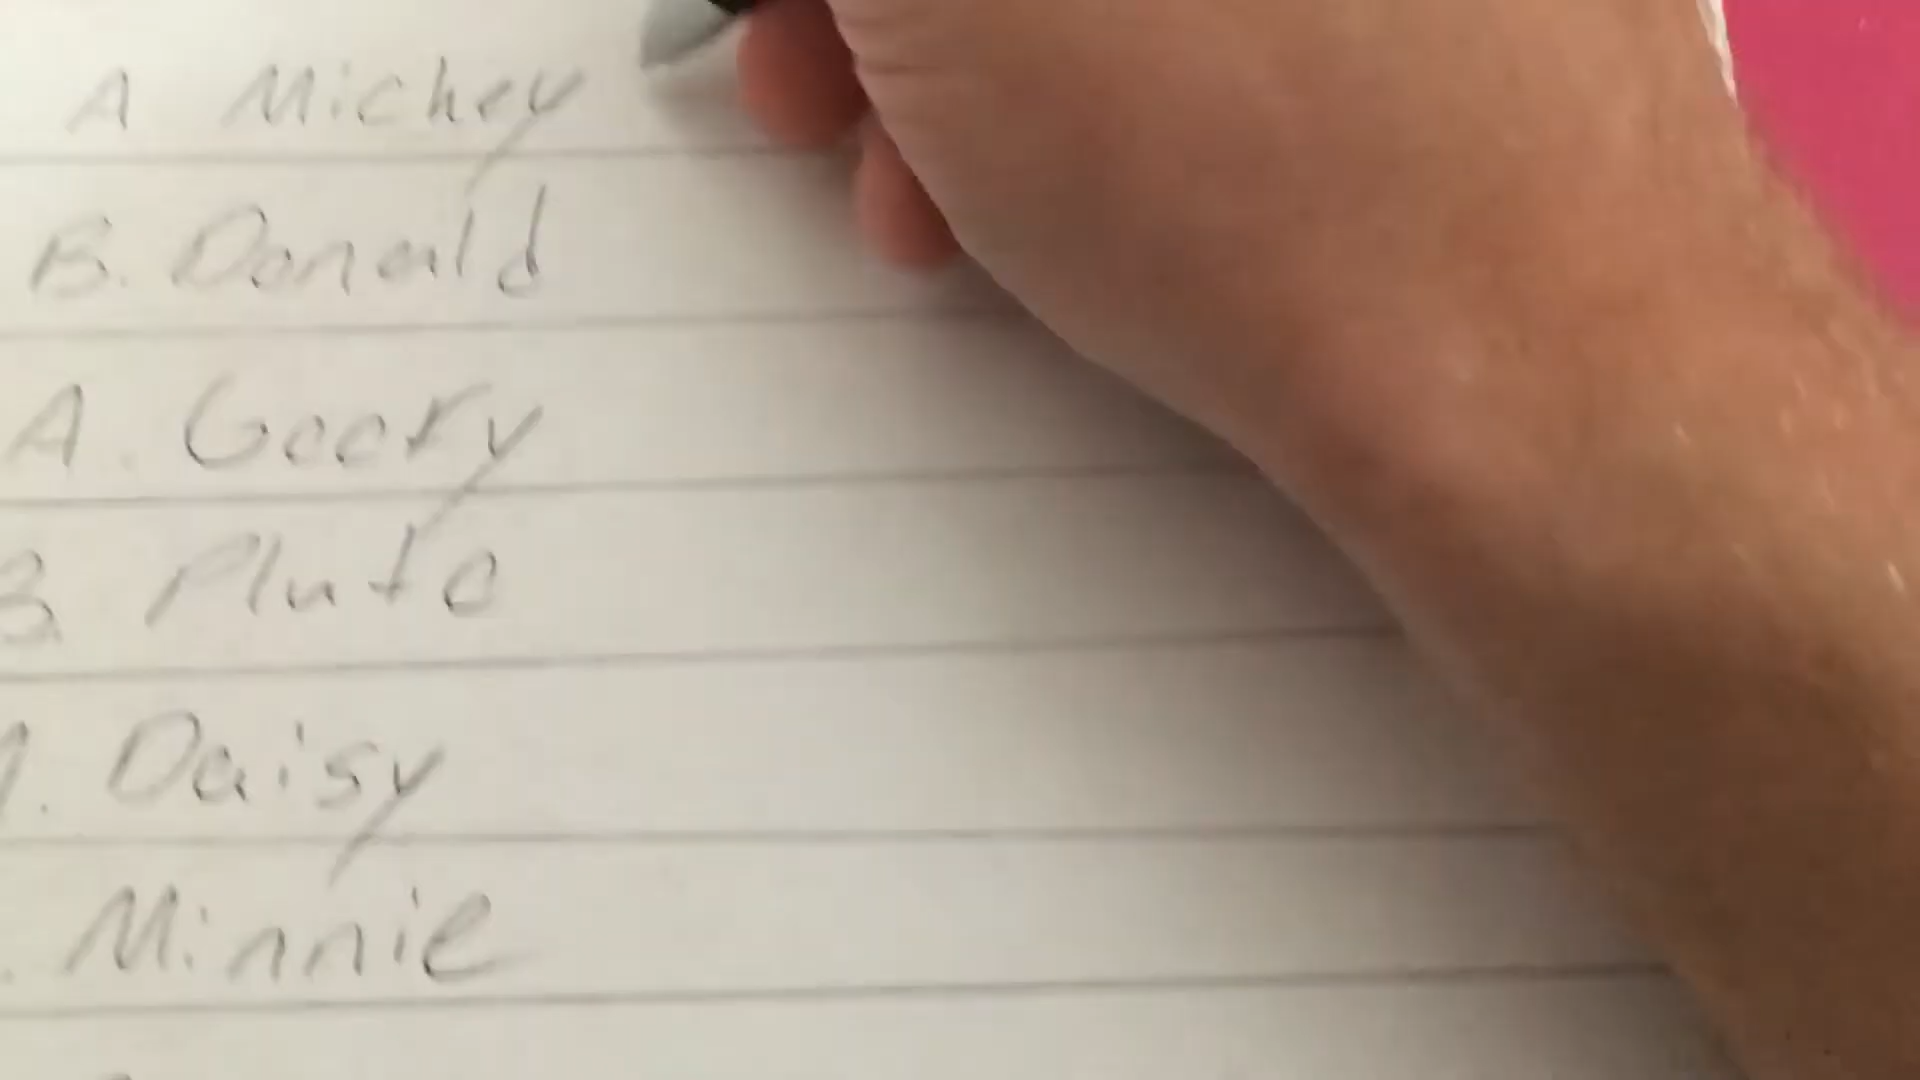 A Mickey
B. Donald
A. Goofy
B. Pluto
A. Daisy
. Minnie